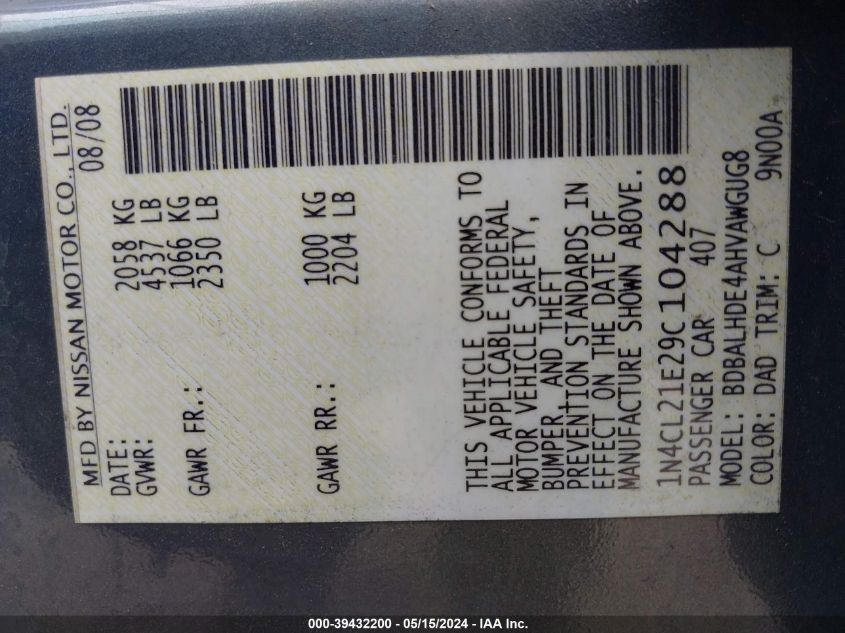 MFD BY NISSAN MOTOR CO., LTD.
DATE: 08/08
GVWR: 2058 KG
4537 LB
GAWR FR.: 1066 KG
2350 LB
GAWR RR.: 1000 KG
2204 LB
THIS VEHICLE CONFORMS TO
ALL APPLICABLE FEDERAL
MOTOR VEHICLE SAFETY,
BUMPER, AND THEFT
PREVENTION STANDARDS IN
EFFECT ON THE DATE OF
MANUFACTURE SHOWN ABOVE.
1N4CL21E29C104288
PASSENGER CAR 407
MODEL: BDBALHDE4AHVAWGUG8
COLOR: DAD TRIM: C 9N00A
000-39432200 - 05/15/2024 - IAA Inc.